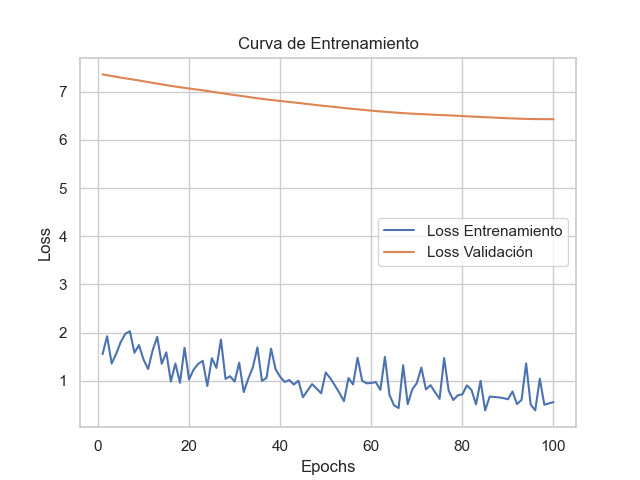 Curva de Entrenamiento
7
6
5
4
3
2
1
Loss
Loss Entrenamiento
Loss Validación
0
20
40
60
80
100
Epochs